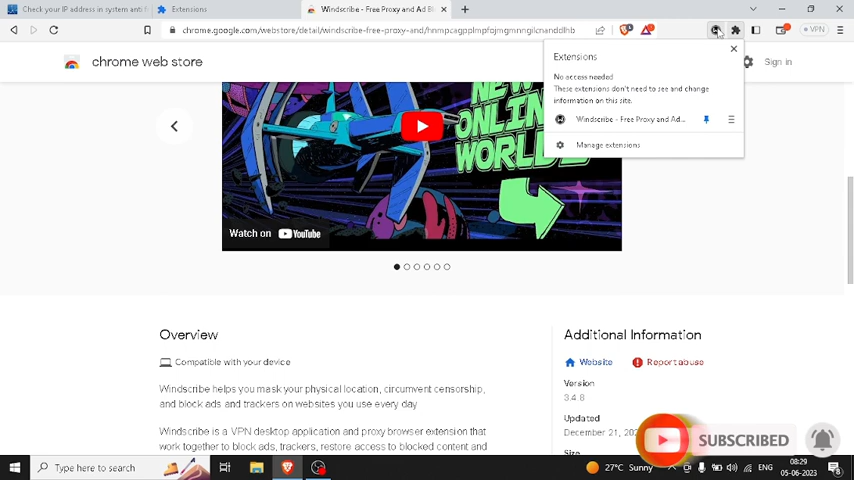 Check your IP address in system anti f
Extensions
Windscribe - Free Proxy and Ad Bl
chrome.google.com/webstore/detail/windscribe-free-proxy-and/hnmpcagpplmpfojmgmnngilcnanddlhb
VPN
chrome web store
Sign in
Extensions
No access needed
These extensions don't need to see and change
information on this site.
Windscribe - Free Proxy and Ad...
Manage extensions
NEW
ONLINE
WORLD
Watch on YouTube
Overview
Compatible with your device
Windscribe helps you mask your physical location, circumvent censorship,
and block ads and trackers on websites you use every day
Windscribe is a VPN desktop application and proxy browser extension that
work together to block ads, trackers, restore access to blocked content and
Additional Information
Website
Report abuse
Version
3.4.8
Updated
December 21, 202
Size
SUBSCRIBED
Type here to search
27°C Sunny
ENG
08:29
05-06-2023